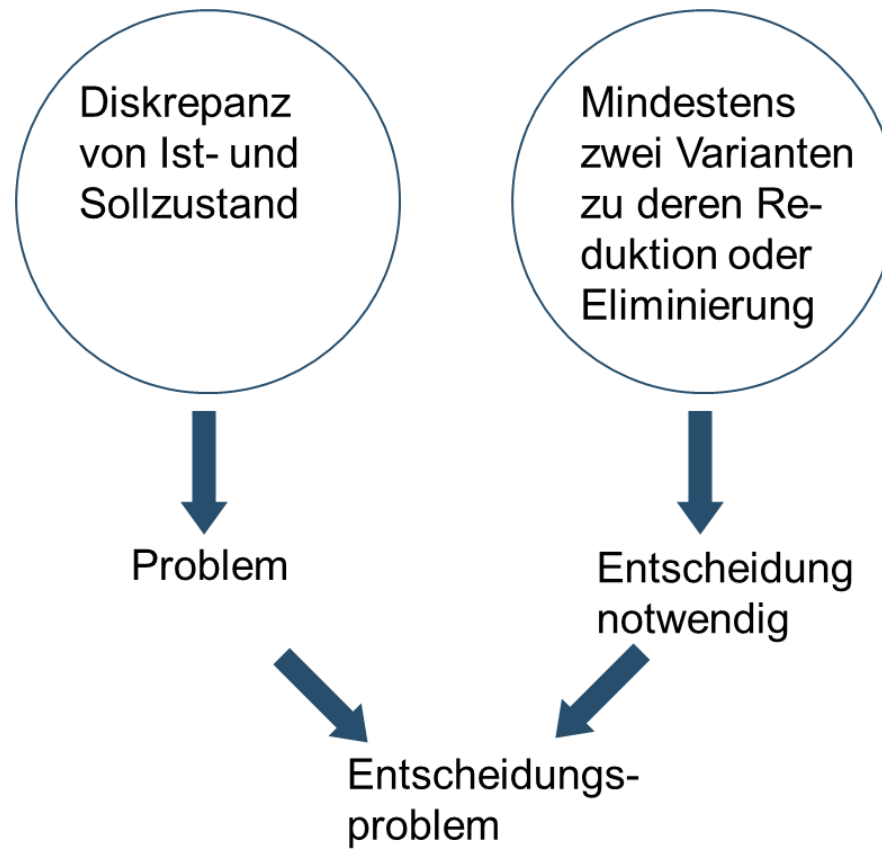 Diskrepanz
von Ist- und
Sollzustand
Mindestens
zwei Varianten
zu deren Re-
duktion oder
Eliminierung
Problem
Entscheidung
notwendig
Entscheidungs-
problem